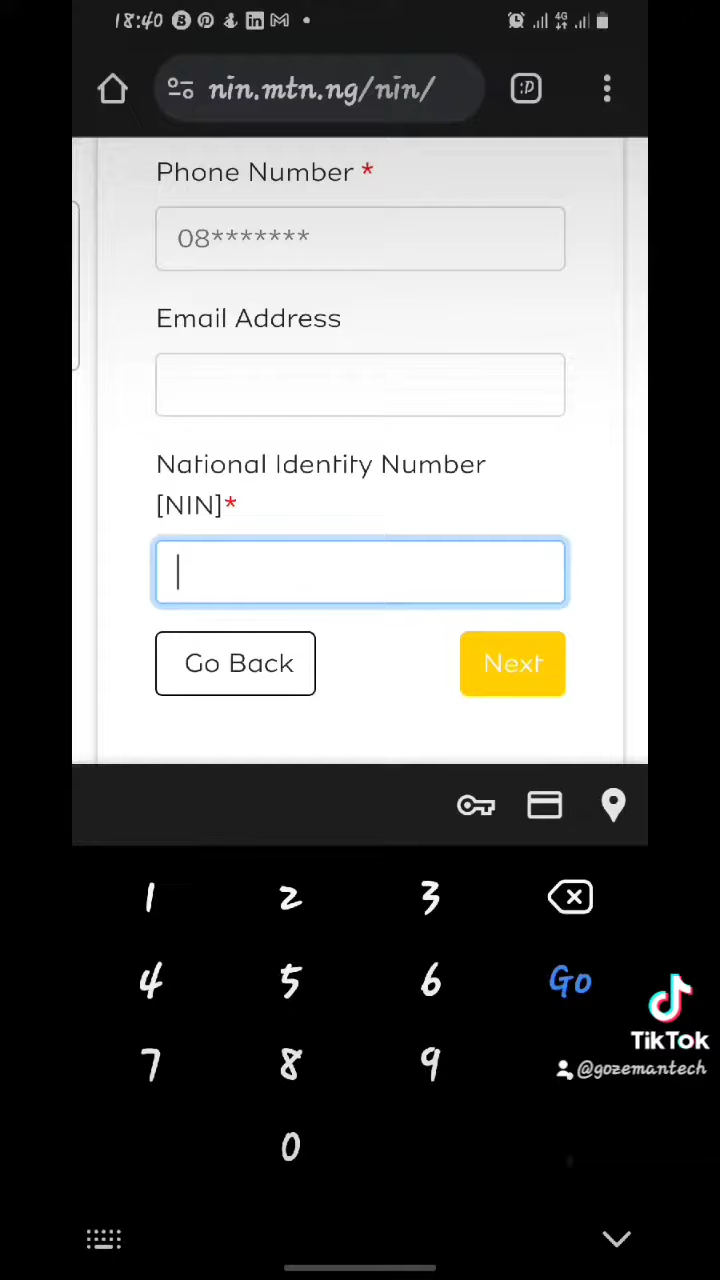 18:40
4G
nin.mtn.ng/nin/
:D
Phone Number *
08*******
Email Address
National Identity Number
[NIN]*
Go Back
Next
1 2 3
4 5 6 Go
7 8 9
0
TikTok
@gozemantech